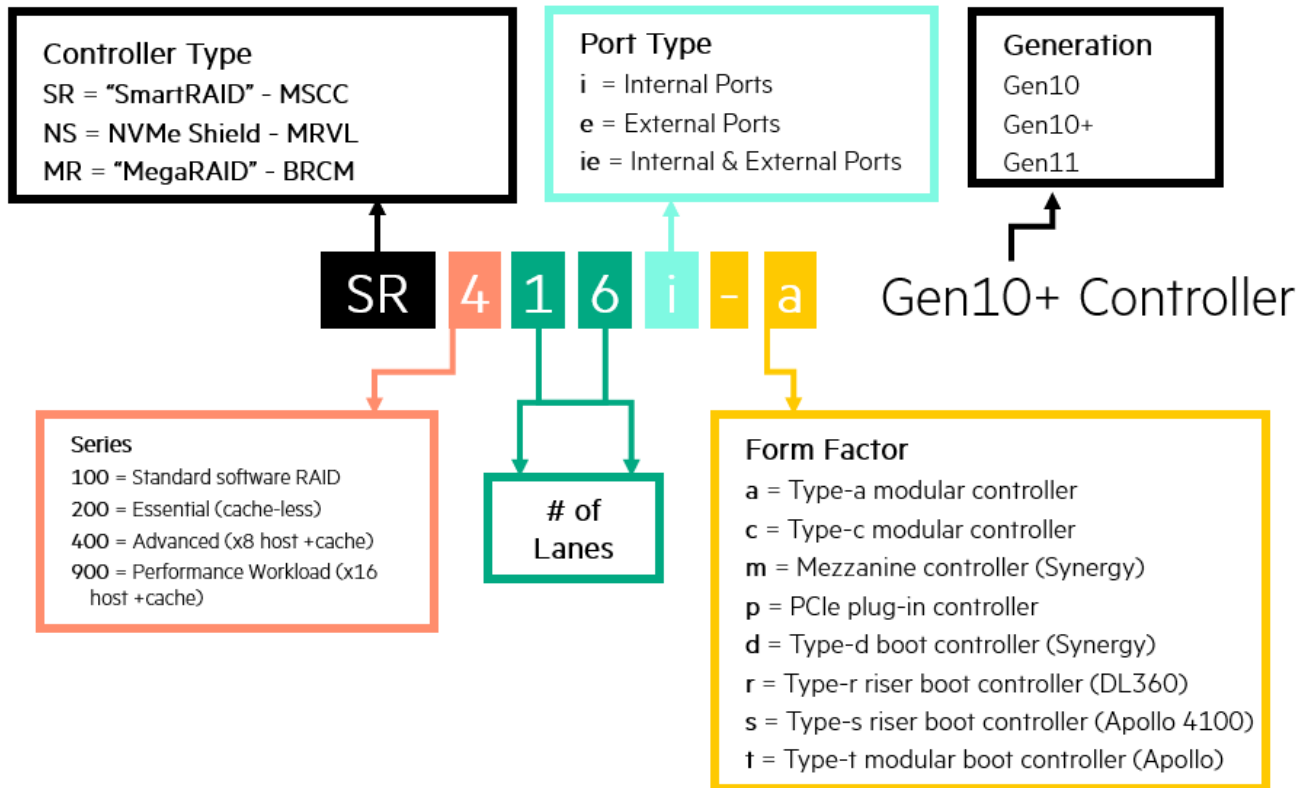 Controller Type
SR = “SmartRAID” - MSCC
NS = NVMe Shield - MRVL
MR = “MegaRAID” - BRCM
Port Type
i = Internal Ports
e = External Ports
ie = Internal & External Ports
Generation
Gen10
Gen10+
Gen11
SR 4 1 6 i - a
Gen10+ Controller
Series
100 = Standard software RAID
200 = Essential (cache-less)
400 = Advanced (x8 host +cache)
900 = Performance Workload (x16
host +cache)
# of
Lanes
Form Factor
a = Type-a modular controller
c = Type-c modular controller
m = Mezzanine controller (Synergy)
p = PCIe plug-in controller
d = Type-d boot controller (Synergy)
r = Type-r riser boot controller (DL360)
s = Type-s riser boot controller (Apollo 4100)
t = Type-t modular boot controller (Apollo)